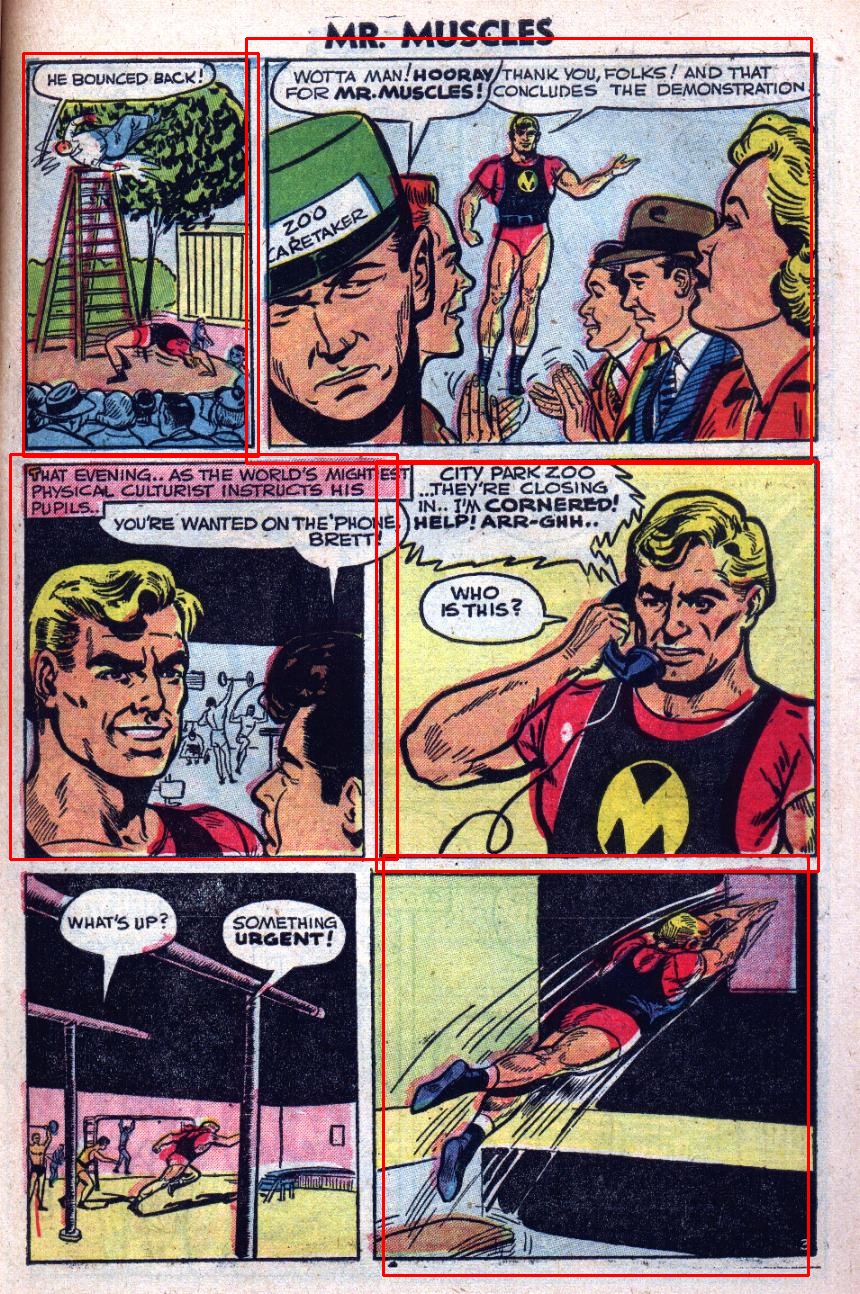 MR. MUSCLES
HE BOUNCED BACK!
WOTTA MAN! HOORAY
FOR MR. MUSCLES!
THANK YOU, FOLKS! AND THAT
CONCLUDES THE DEMONSTRATION
ZOO
CARETAKER
THAT EVENING.. AS THE WORLD'S MIGHTIEST
PHYSICAL CULTURIST INSTRUCTS HIS
PUPILS..
YOU'RE WANTED ON THE 'PHONE,
BRETT!
CITY PARK ZOO
...THEY'RE CLOSING
IN.. I'M CORNERED!
HELP! ARR-GHH..
WHO
IS THIS?
M
WHAT'S UP?
SOMETHING
URGENT!
3